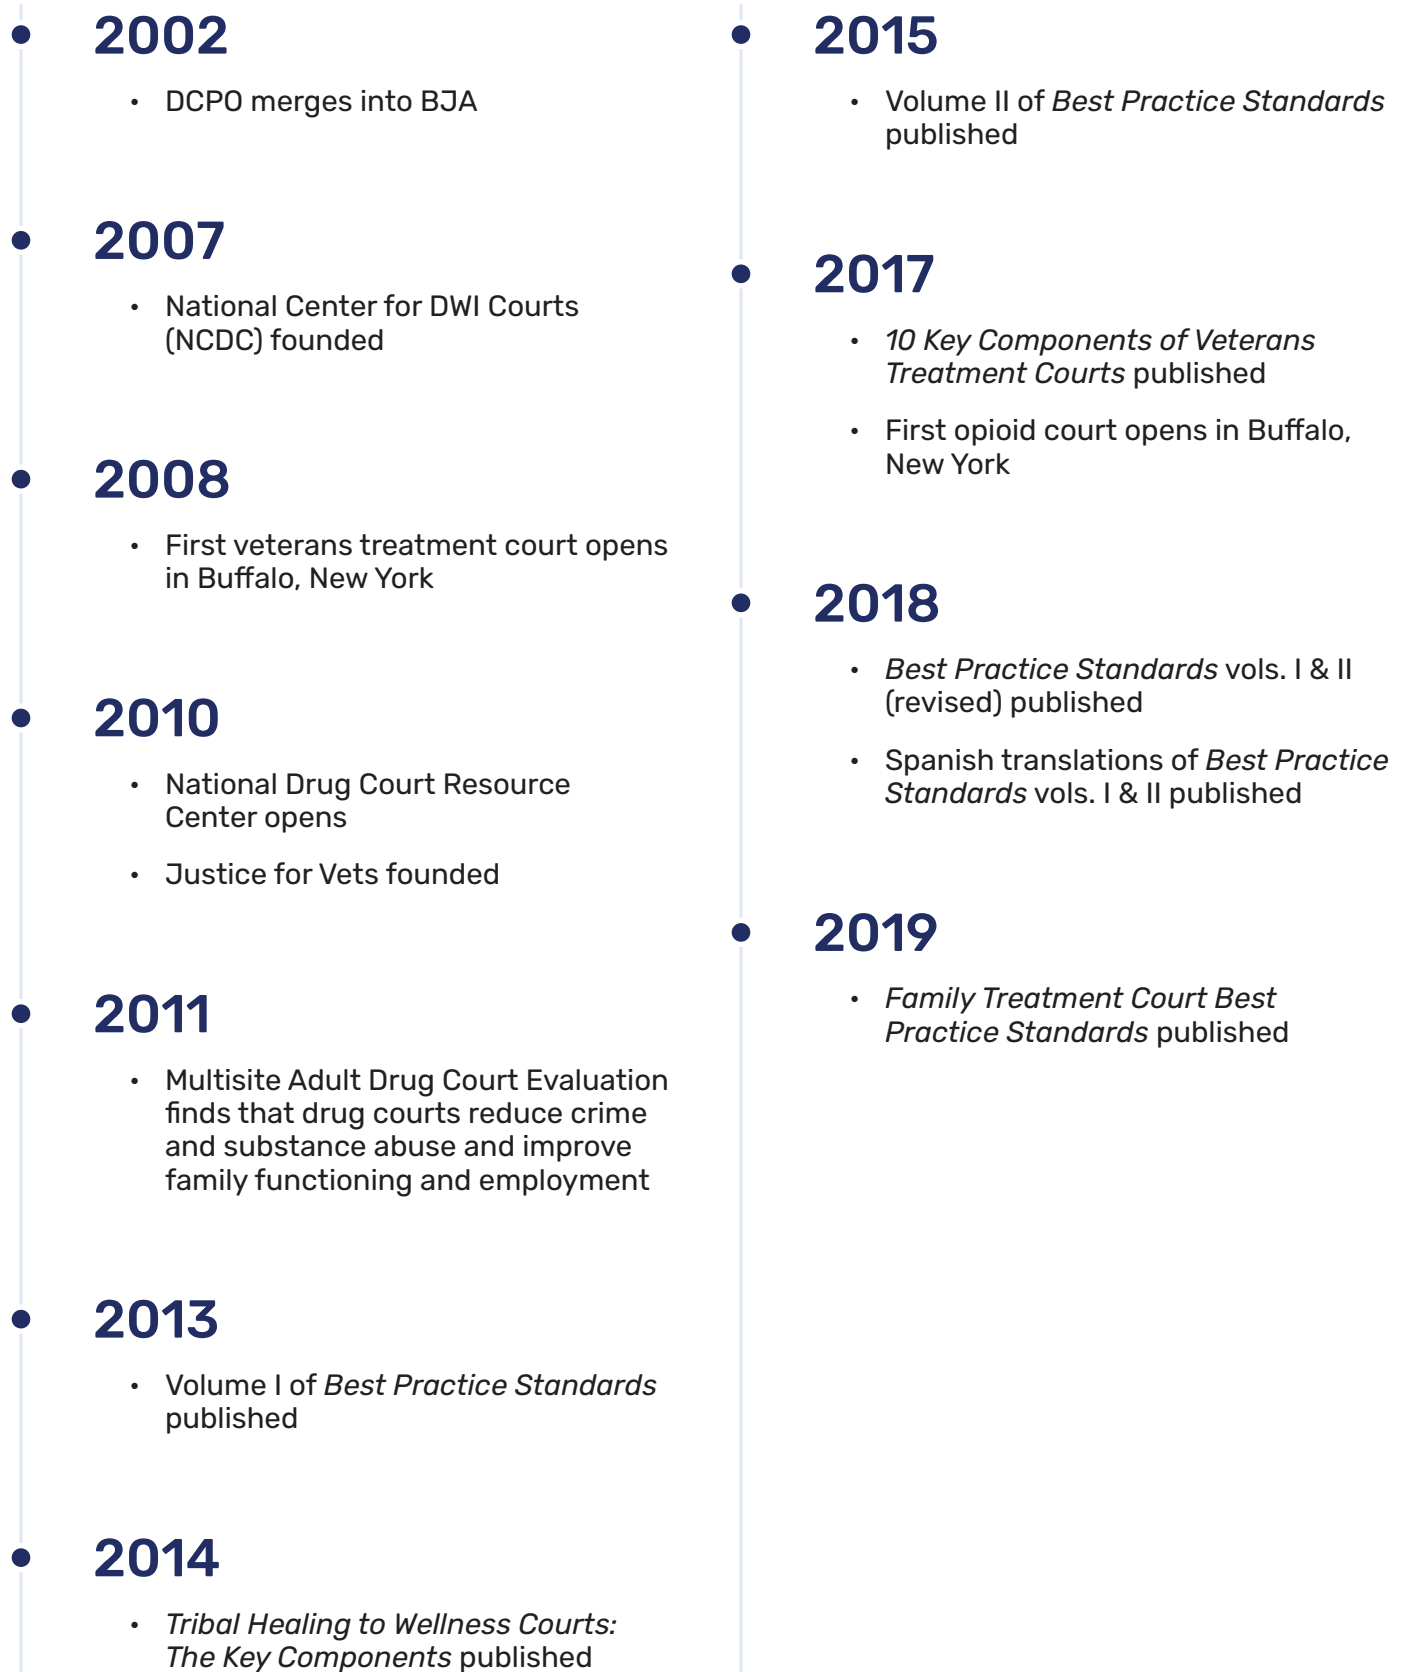 2002
• DCPO merges into BJA
2007
• National Center for DWI Courts
(NCDC) founded
2008
• First veterans treatment court opens
in Buffalo, New York
2010
• National Drug Court Resource
Center opens
• Justice for Vets founded
2011
• Multisite Adult Drug Court Evaluation
finds that drug courts reduce crime
and substance abuse and improve
family functioning and employment
2013
• Volume I of Best Practice Standards
published
2014
• Tribal Healing to Wellness Courts:
The Key Components published
2015
• Volume II of Best Practice Standards
published
2017
• 10 Key Components of Veterans
Treatment Courts published
• First opioid court opens in Buffalo,
New York
2018
• Best Practice Standards vols. I & II
(revised) published
• Spanish translations of Best Practice
Standards vols. I & II published
2019
• Family Treatment Court Best
Practice Standards published